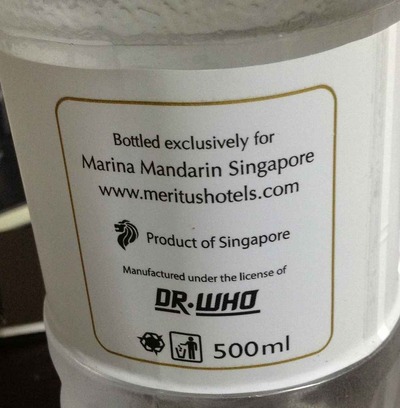 Bottled exclusively for
Marina Mandarin Singapore
www.meritushotels.com
Product of Singapore
Manufactured under the license of
DR·WHO
500ml